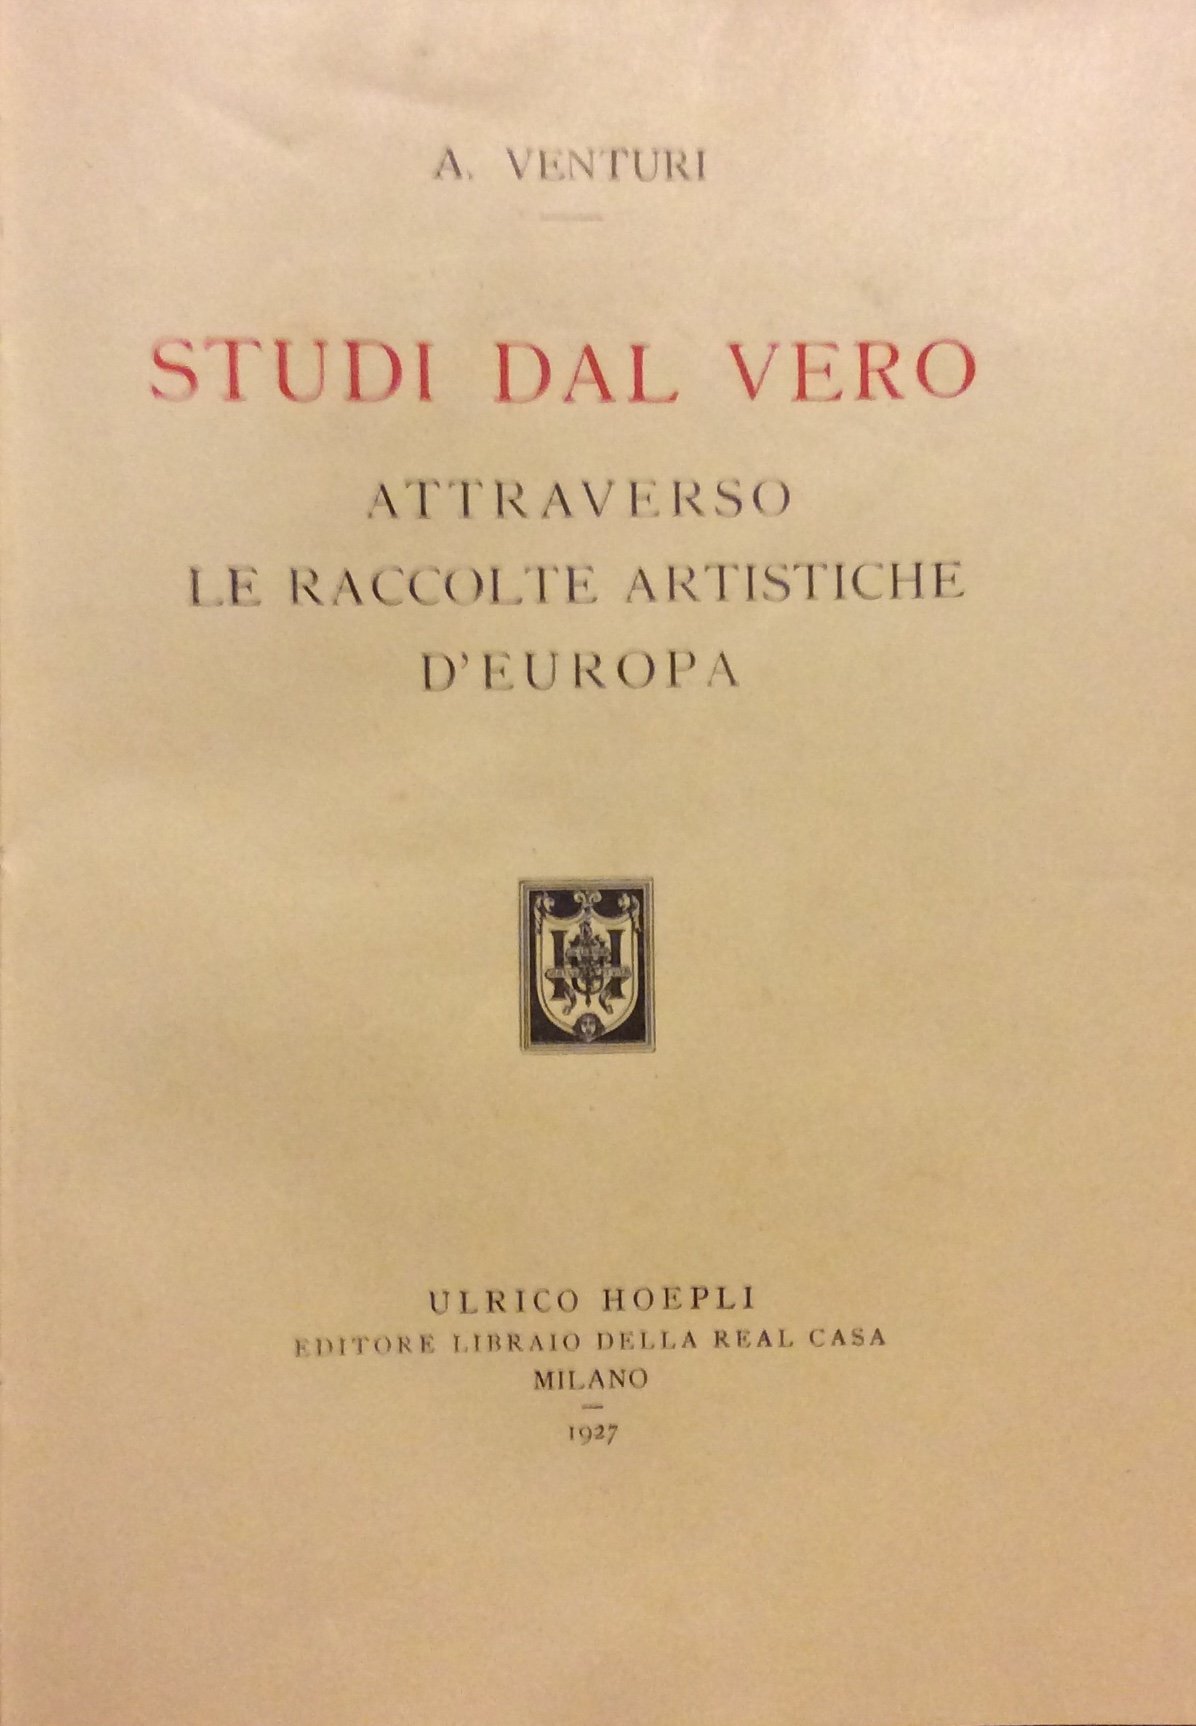 A. VENTURI
STUDI DAL VERO
ATTRAVERSO
LE RACCOLTE ARTISTICHE
D'EUROPA
H
ULRICO HOEPLI
EDITORE LIBRAIO DELLA REAL CASA
MILANO
1927